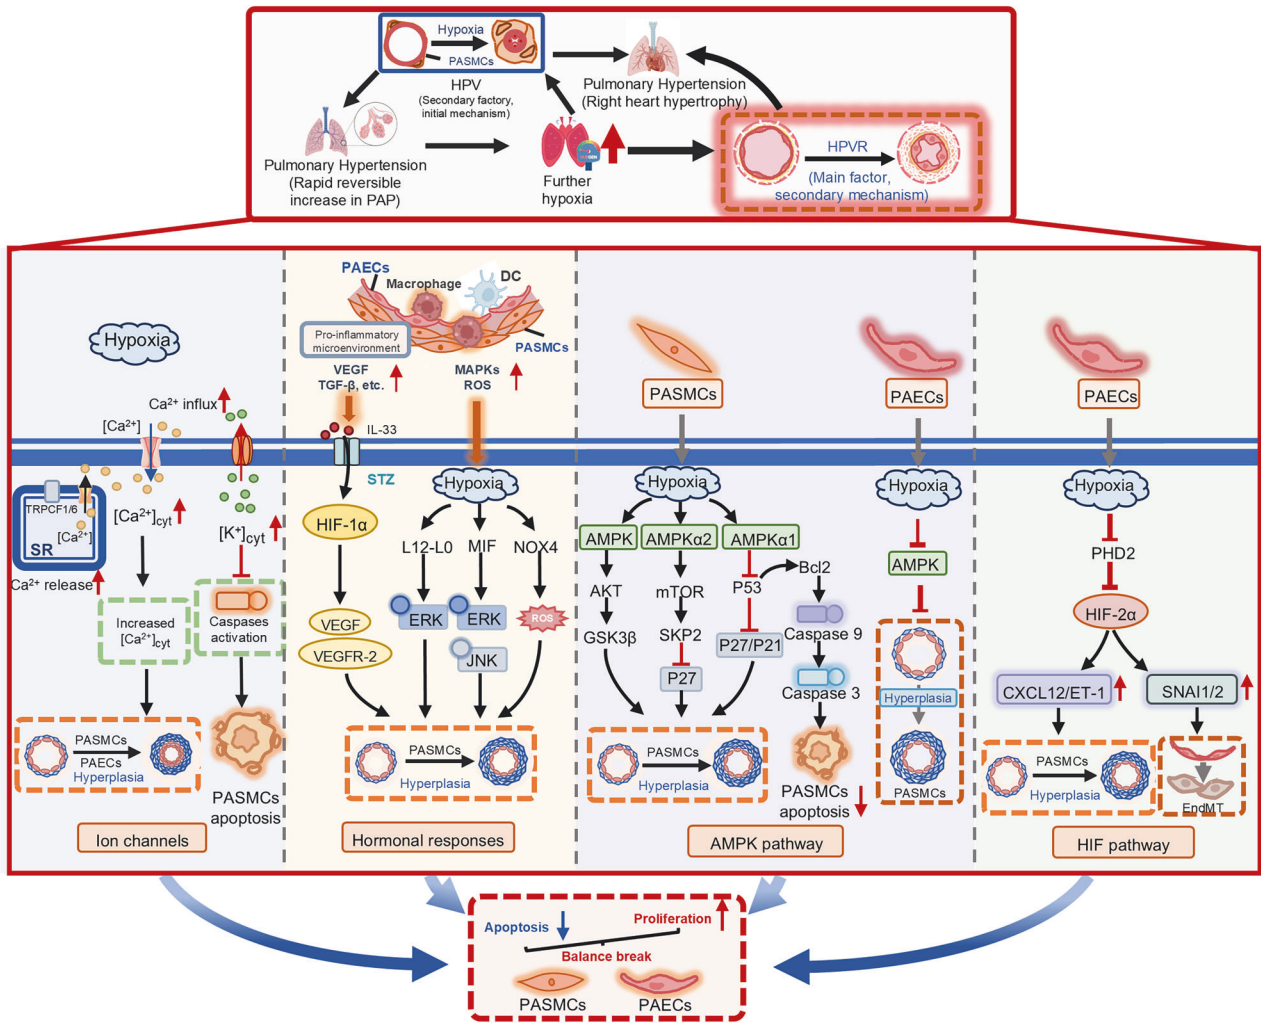 Hypoxia
PASMCs
HPV
(Secondary factory,
initial mechanism)
Pulmonary Hypertension
(Right heart hypertrophy)
Pulmonary Hypertension
(Rapid reversible
increase in PAP)
Further
hypoxia
HPVR
(Main factor,
secondary mechanism)
Hypoxia
Ca²⁺ influx
[Ca²⁺]
TRPCF1/6
[Ca²⁺]
SR
Ca²⁺ release
[Ca²⁺]cyt
[K⁺]cyt
Increased
[Ca²⁺]cyt
Caspases
activation
PASMCs
PAECs
Hyperplasia
PASMCs
apoptosis
Ion channels
PAECs
Macrophage
DC
Pro-inflammatory
microenvironment
PASMCs
VEGF
TGF-β, etc.
MAPKs
ROS
IL-33
STZ
Hypoxia
HIF-1α
L12-L0
MIF
NOX4
ERK
ERK
ROS
VEGF
VEGFR-2
JNK
PASMCs
Hyperplasia
Hormonal responses
PASMCs
PAECs
Hypoxia
Hypoxia
AMPK
AMPKα2
AMPKα1
AKT
mTOR
P53
Bcl2
AMPK
GSK3β
SKP2
P27/P21
Caspase 9
P27
Caspase 3
Hyperplasia
PASMCs
PASMCs
Hyperplasia
PASMCs
apoptosis
AMPK pathway
PAECs
Hypoxia
PHD2
HIF-2α
CXCL12/ET-1
SNAI1/2
PASMCs
Hyperplasia
EndMT
HIF pathway
Apoptosis
Proliferation
Balance break
PASMCs
PAECs